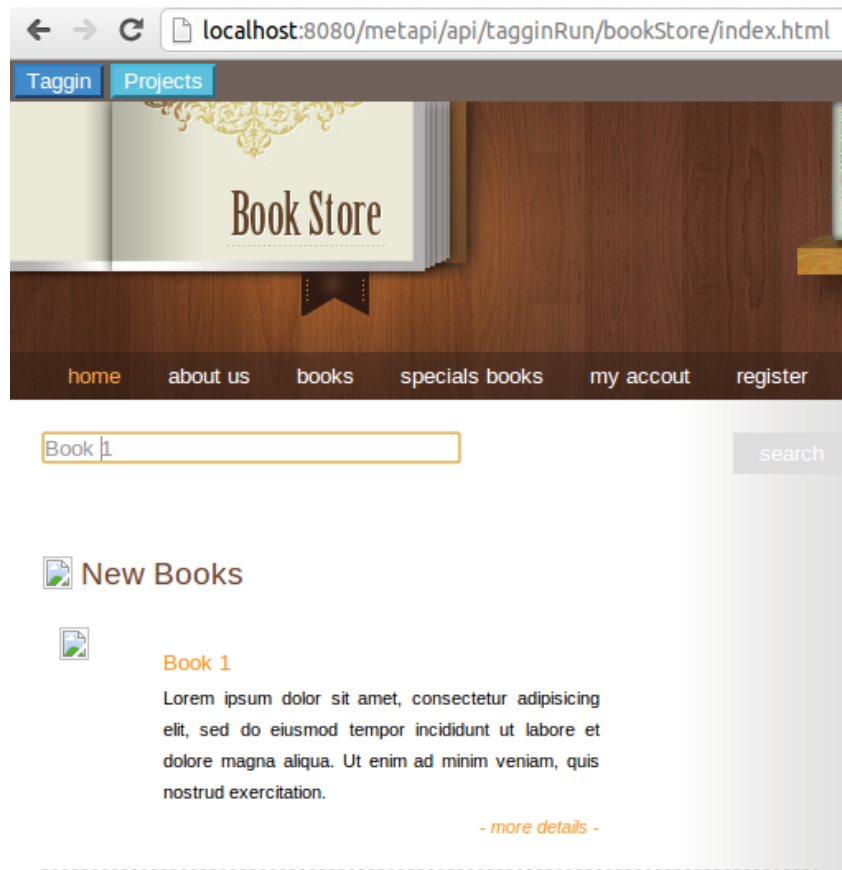 localhost:8080/metapi/api/tagginRun/bookStore/index.html
Taggin Projects
Book Store
home about us books specials books my accout register
Book 1 search
New Books
Book 1
Lorem ipsum dolor sit amet, consectetur adipisicing
elit, sed do eiusmod tempor incididunt ut labore et
dolore magna aliqua. Ut enim ad minim veniam, quis
nostrud exercitation.
- more details -